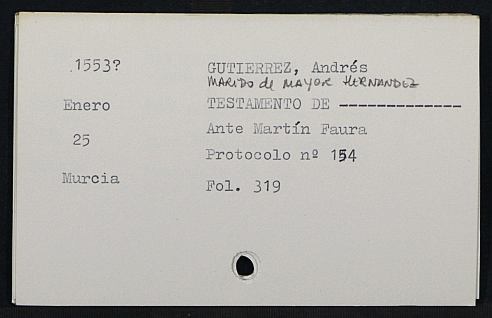 1553?
GUTIERREZ, Andrés
MARIDO de MAYOR HERNANDEZ
Enero
TESTAMENTO DE -------------
25
Ante Martín Faura
Protocolo nº 154
Murcia
Fol. 319